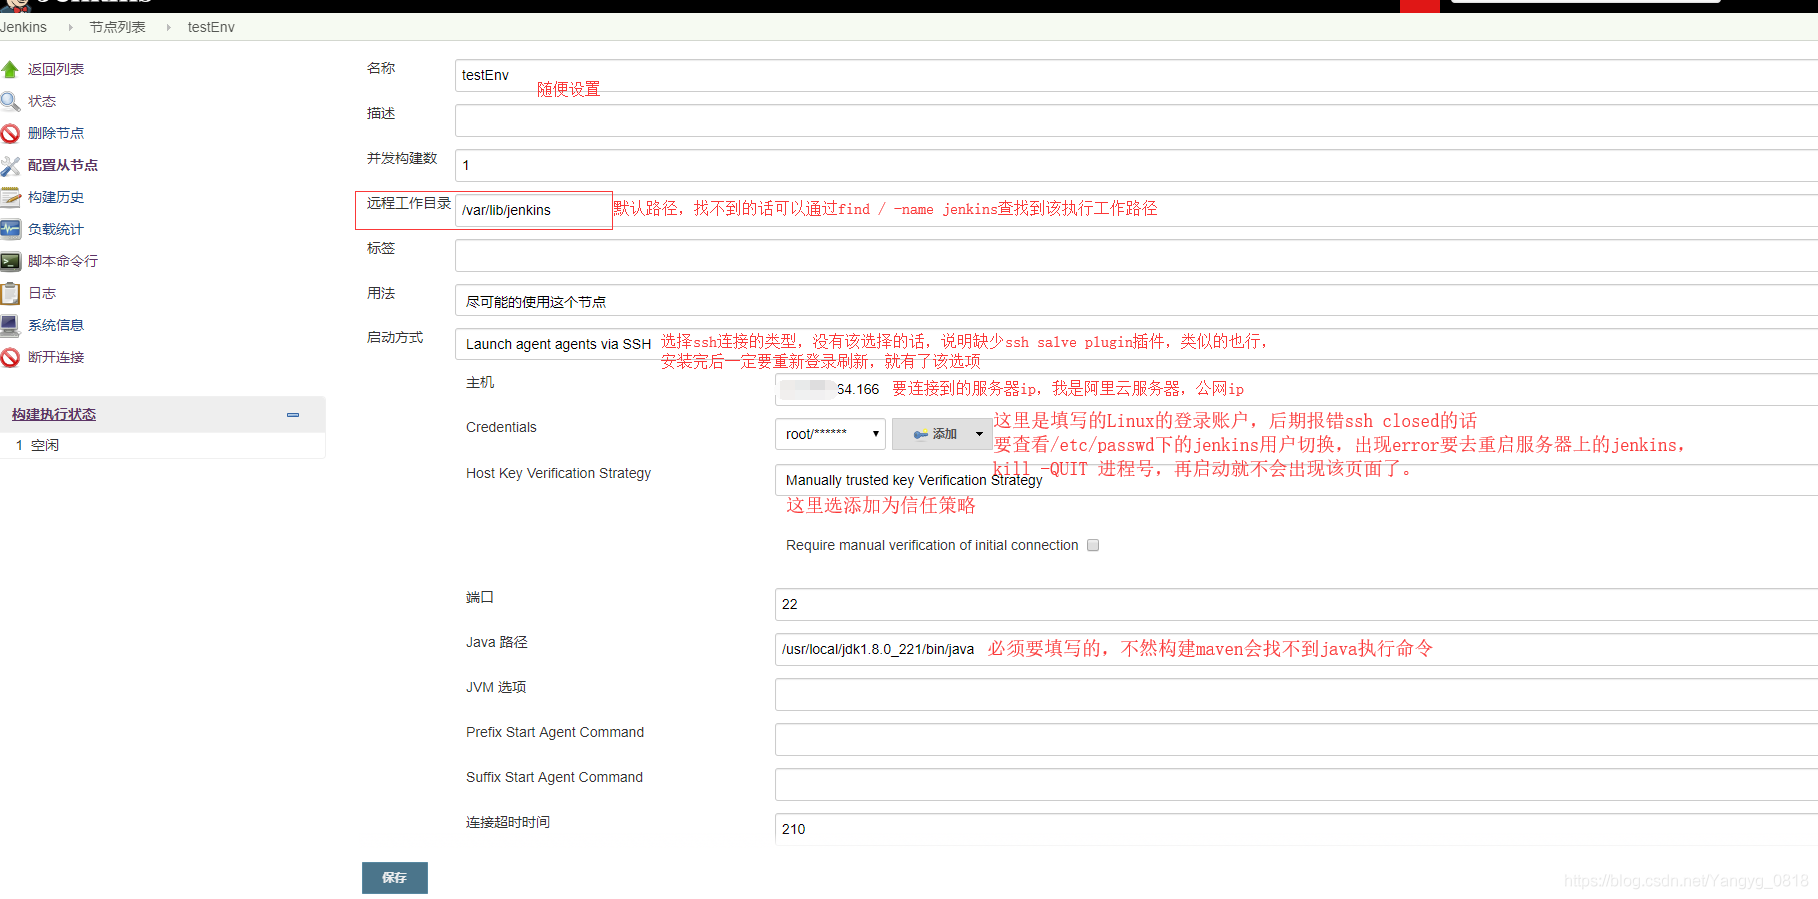 Jenkins
Jenkins
节点列表
testEnv
返回列表
状态
删除节点
配置从节点
构建历史
负载统计
脚本命令行
日志
系统信息
断开连接
构建执行状态
1 空闲
名称
testEnv
随便设置
描述
并发构建数
1
远程工作目录
/var/lib/jenkins
默认路径，找不到的话可以通过find / -name jenkins查找到该执行工作路径
标签
用法
尽可能的使用这个节点
启动方式
Launch agent agents via SSH
选择ssh连接的类型，没有该选择的话，说明缺少ssh salve plugin插件，类似的也行，
安装完后一定要重新登录刷新，就有了该选项
主机
64.166
要连接到的服务器ip，我是阿里云服务器，公网ip
Credentials
root/******
添加
这里是填写的Linux的登录账户，后期报错ssh closed的话
要查看/etc/passwd下的jenkins用户切换，出现error要去重启服务器上的jenkins，
kill -QUIT 进程号，再启动就不会出现该页面了。
Host Key Verification Strategy
Manually trusted key Verification Strategy
这里选添加为信任策略
Require manual verification of initial connection
端口
22
Java 路径
/usr/local/jdk1.8.0_221/bin/java
必须要填写的，不然构建maven会找不到java执行命令
JVM 选项
Prefix Start Agent Command
Suffix Start Agent Command
连接超时时间
210
保存
https://blog.csdn.net/Yangyg_0818